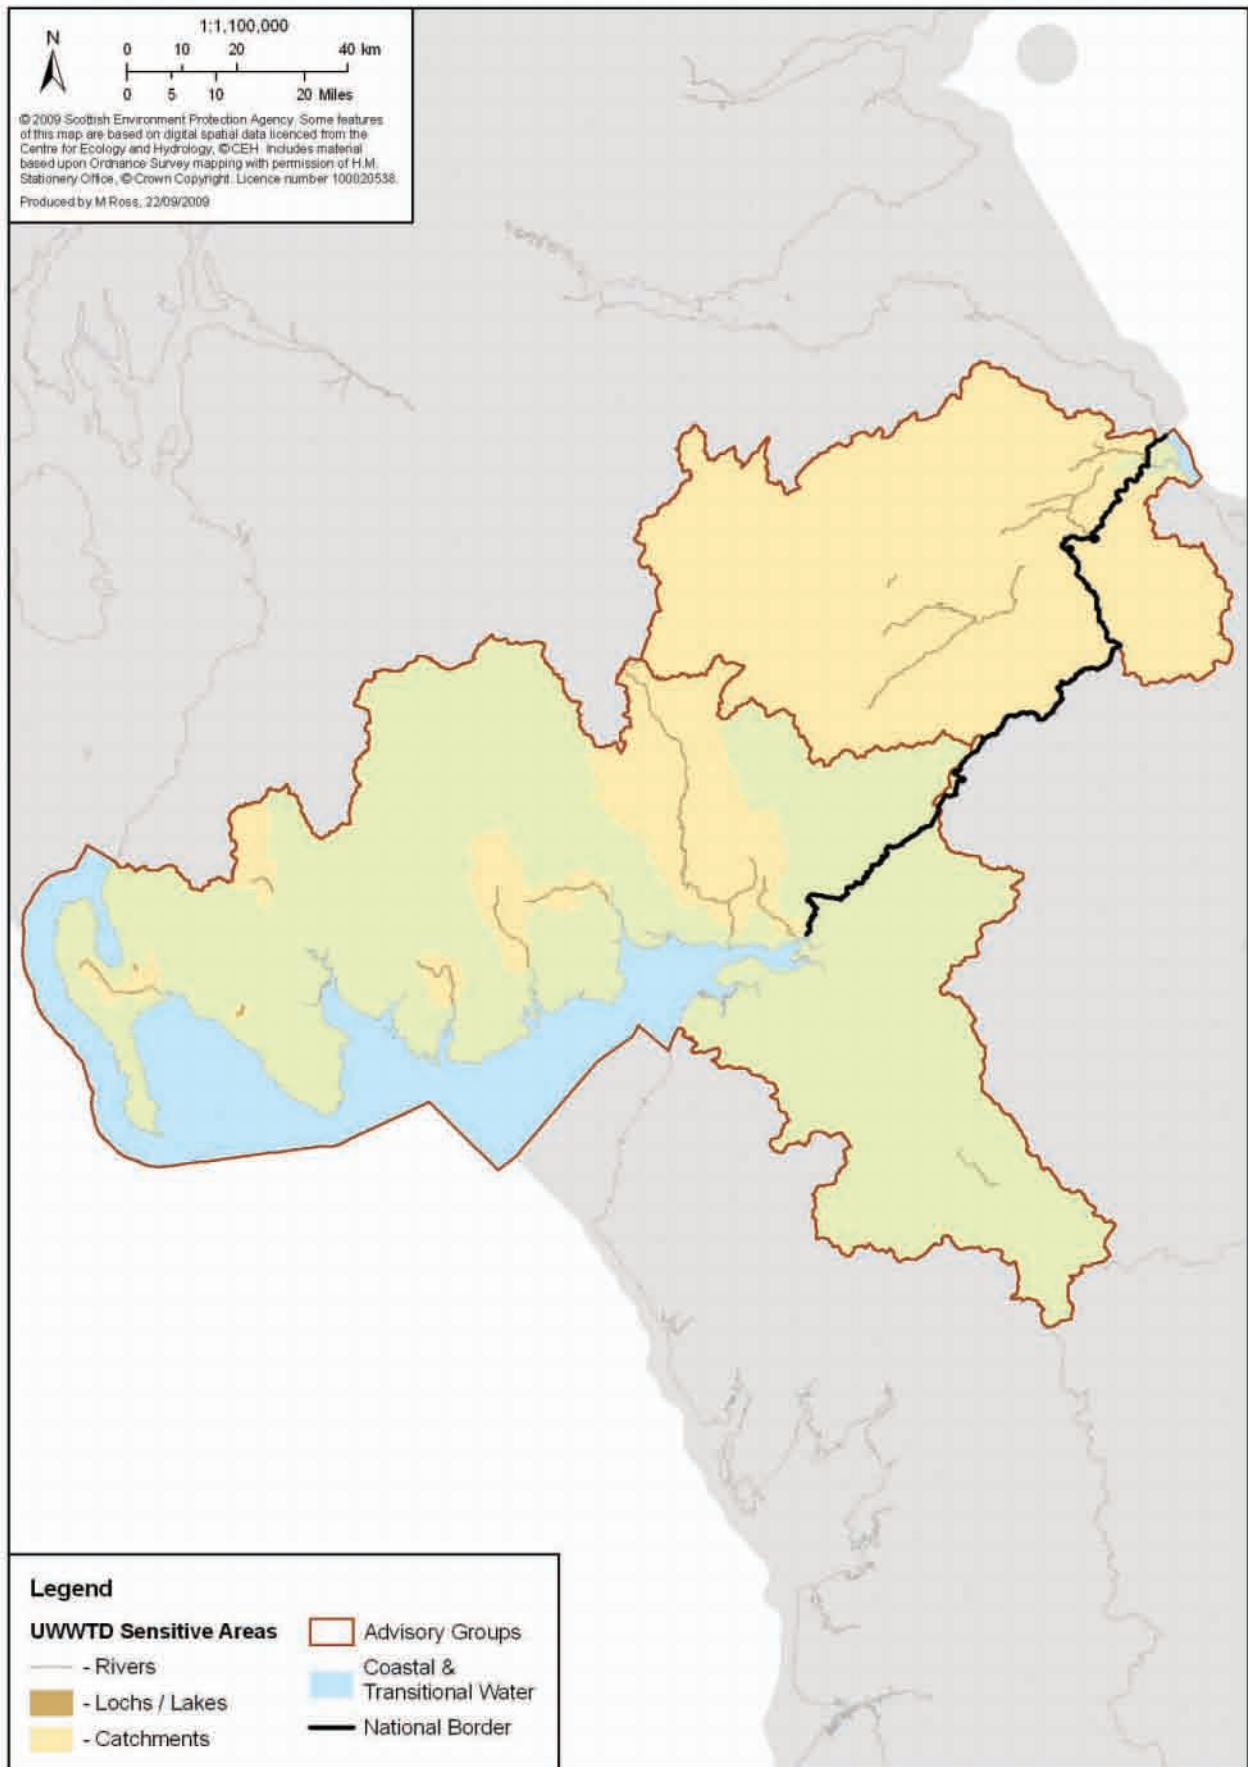 1:1,100,000
N
0 10 20 40 km
0 5 10 20 Miles
© 2009 Scottish Environment Protection Agency. Some features
of this map are based on digital spatial data licenced from the
Centre for Ecology and Hydrology, © CEH. Includes material
based upon Ordnance Survey mapping with permission of H.M.
Stationery Office, © Crown Copyright. Licence number 100020538.
Produced by M Ross, 22/09/2009
Legend
UWWTD Sensitive Areas
- Rivers
- Lochs / Lakes
- Catchments
Advisory Groups
Coastal &
Transitional Water
National Border